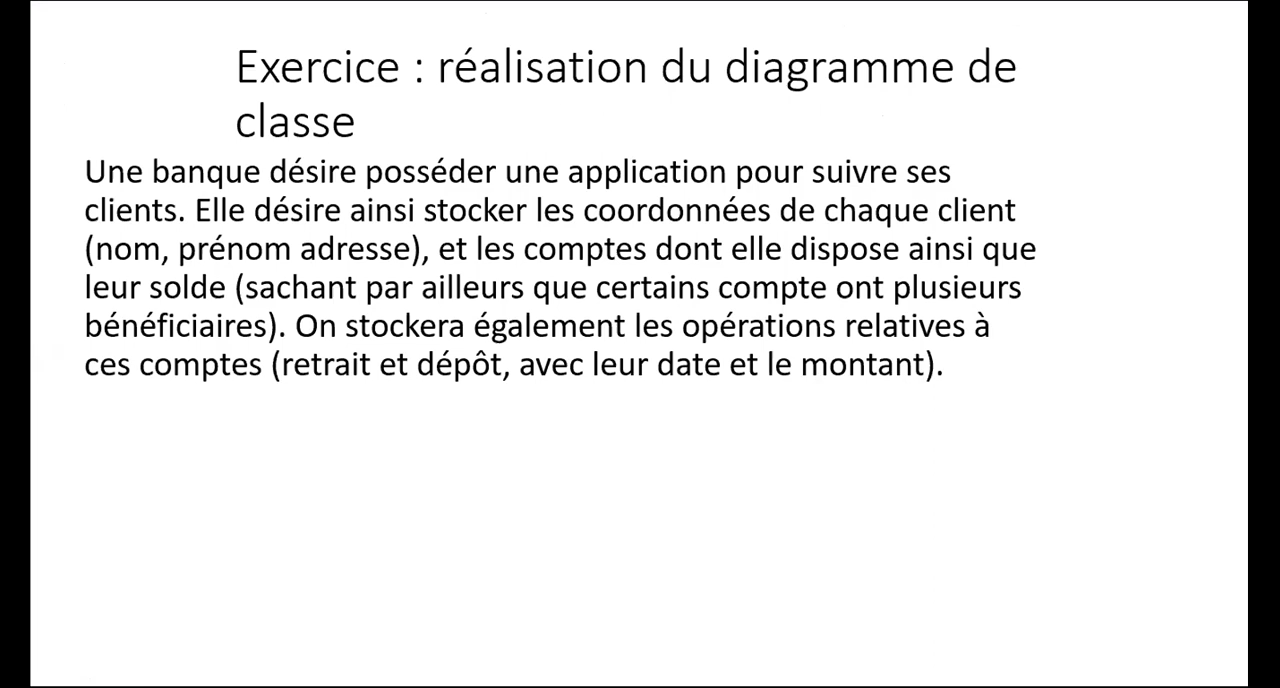 Exercice : réalisation du diagramme de
classe
Une banque désire posséder une application pour suivre ses
clients. Elle désire ainsi stocker les coordonnées de chaque client
(nom, prénom adresse), et les comptes dont elle dispose ainsi que
leur solde (sachant par ailleurs que certains compte ont plusieurs
bénéficiaires). On stockera également les opérations relatives à
ces comptes (retrait et dépôt, avec leur date et le montant).